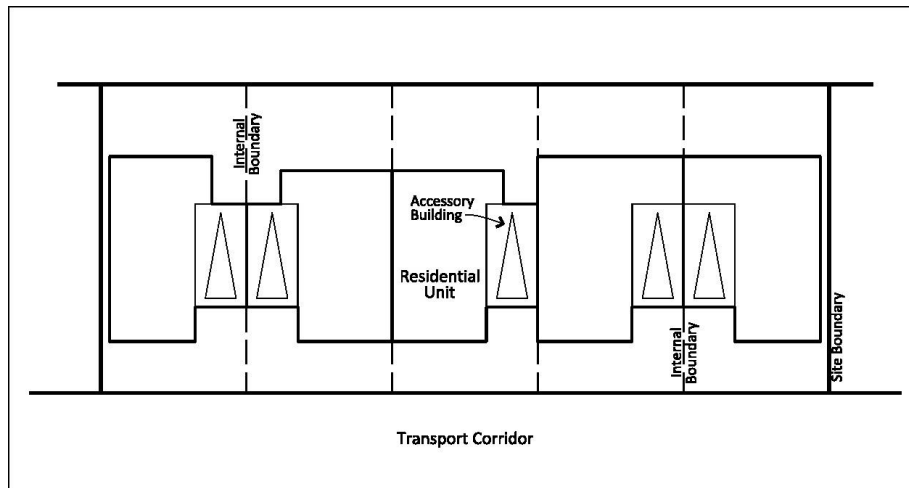 Internal
Boundary
Accessory
Building
Residential
Unit
Internal
Boundary
Site Boundary
Transport Corridor